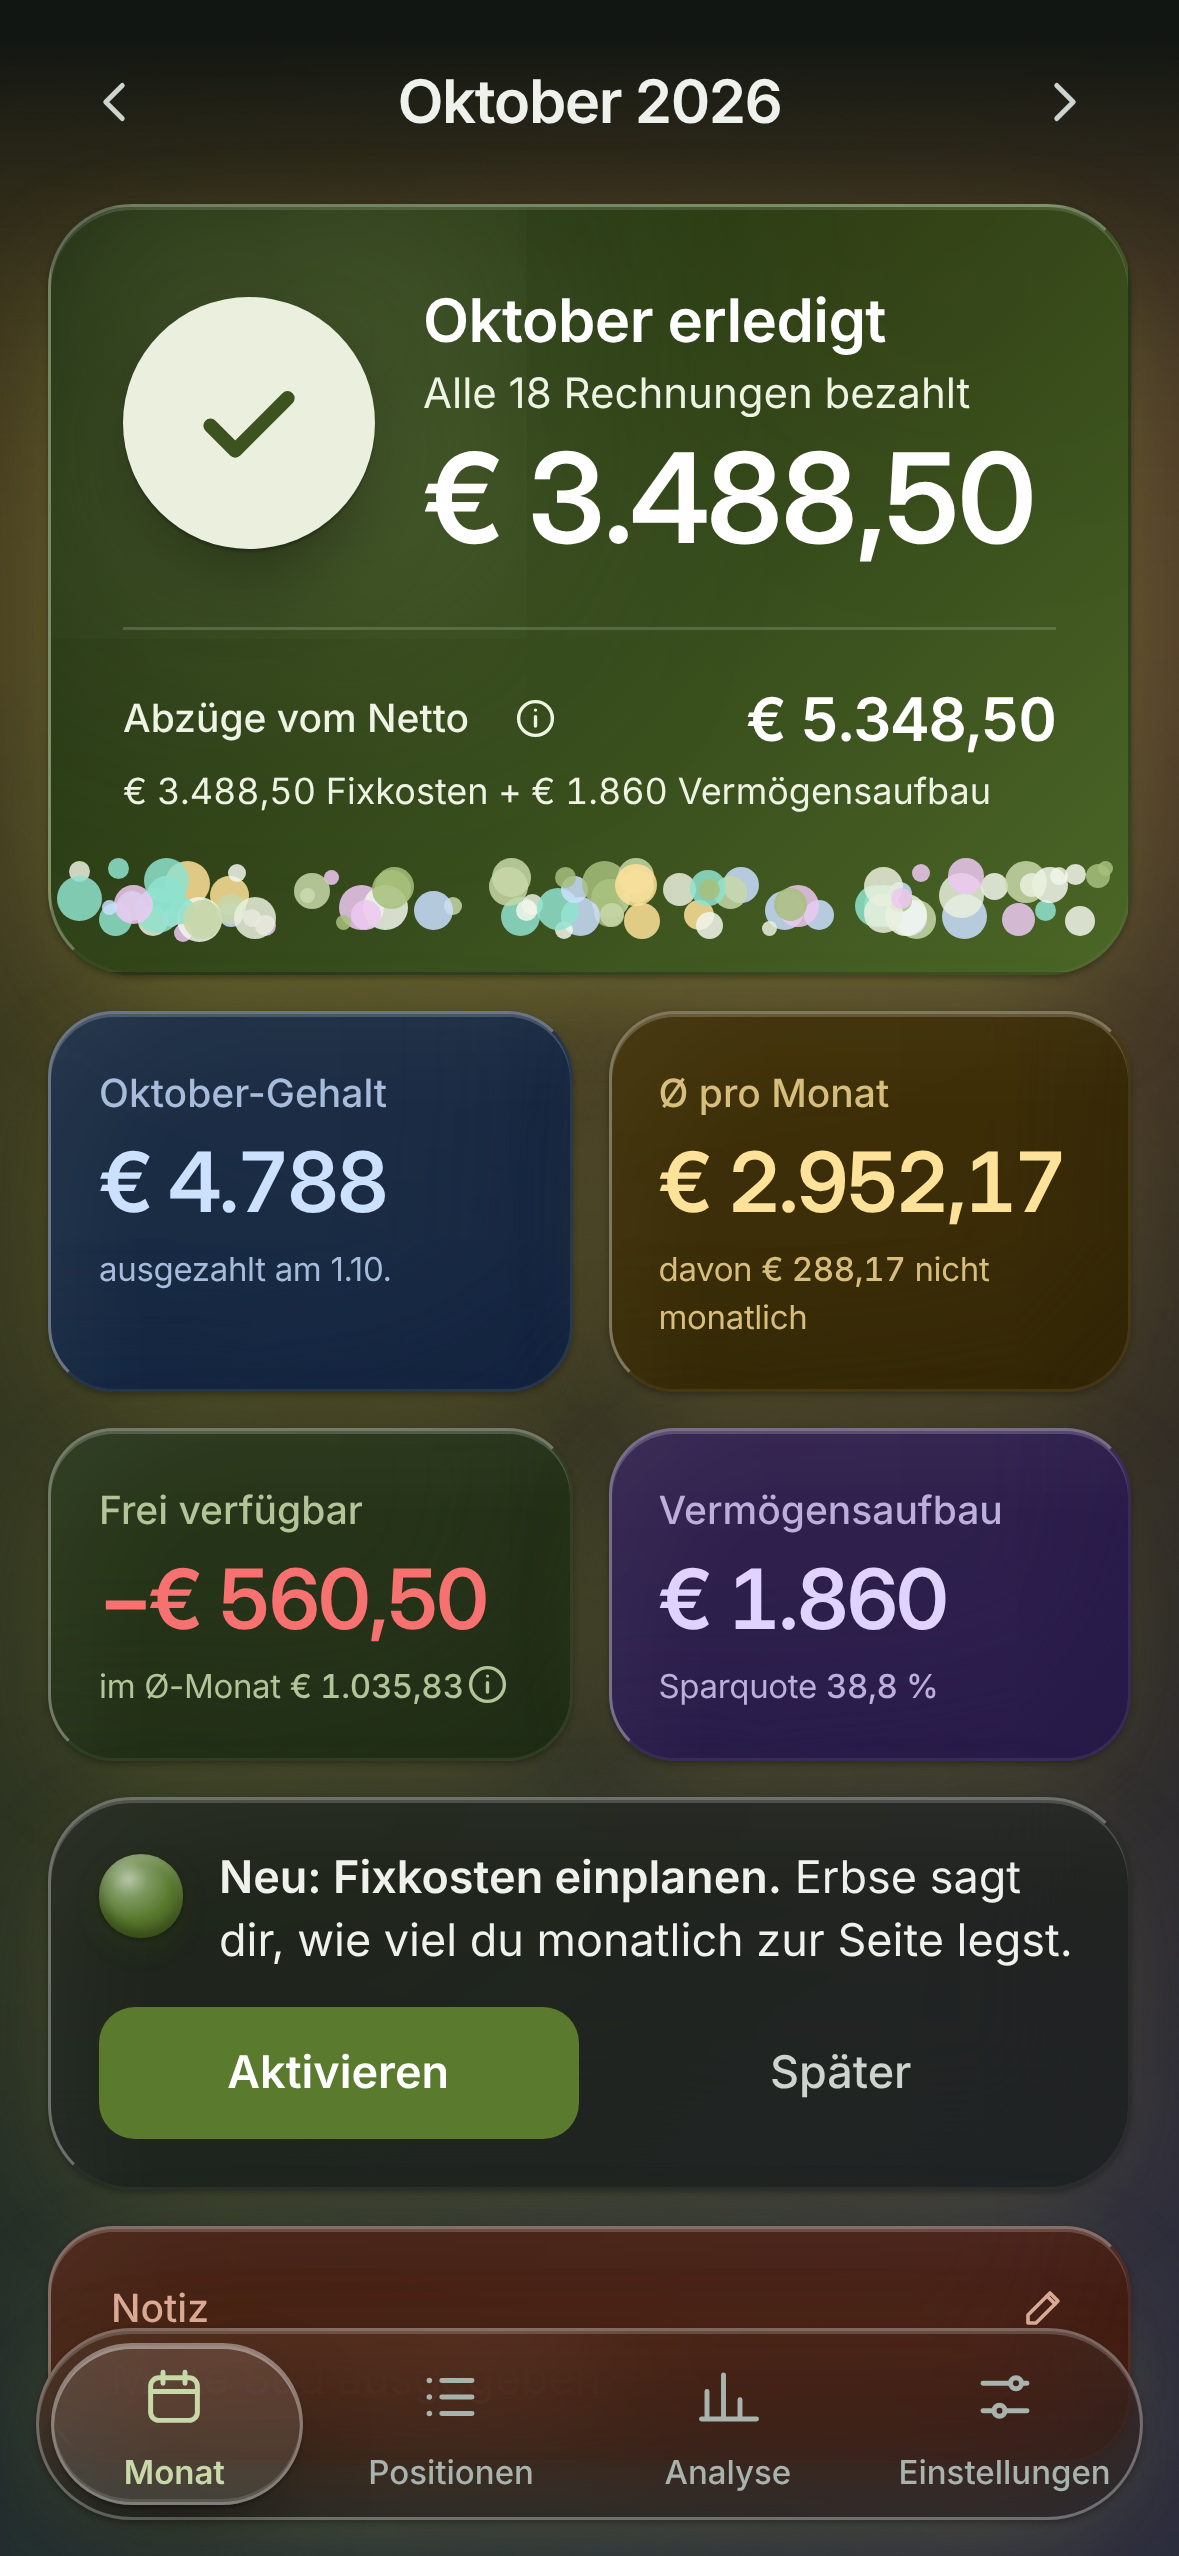 Oktober 2026
Oktober erledigt
Alle 18 Rechnungen bezahlt
€ 3.488,50
Abzüge vom Netto
€ 5.348,50
€ 3.488,50 Fixkosten + € 1.860 Vermögensaufbau
Oktober-Gehalt
€ 4.788
ausgezahlt am 1.10.
Ø pro Monat
€ 2.952,17
davon € 288,17 nicht
monatlich
Frei verfügbar
–€ 560,50
im Ø-Monat € 1.035,83
Vermögensaufbau
€ 1.860
Sparquote 38,8 %
Neu: Fixkosten einplanen. Erbse sagt
dir, wie viel du monatlich zur Seite legst.
Aktivieren
Später
Notiz
Monat
Positionen
Analyse
Einstellungen